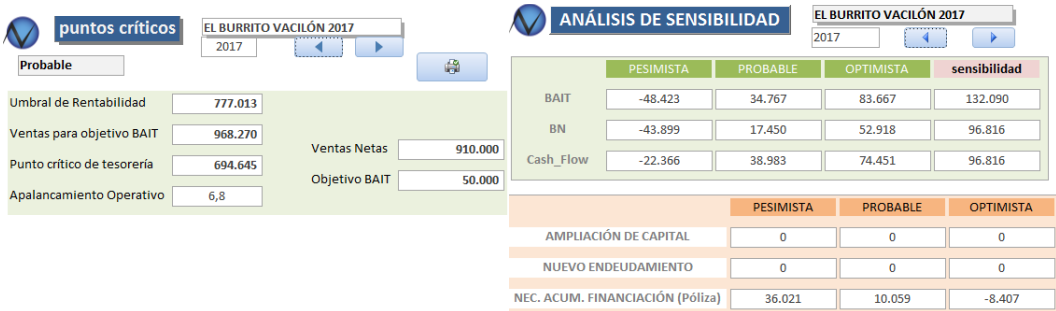 puntos críticos
EL BURRITO VACILÓN 2017
2017
Probable
Umbral de Rentabilidad 777.013
Ventas para objetivo BAIT 968.270
Punto crítico de tesorería 694.645
Apalancamiento Operativo 6,8
Ventas Netas 910.000
Objetivo BAIT 50.000
ANÁLISIS DE SENSIBILIDAD
EL BURRITO VACILÓN 2017
2017
PESIMISTA PROBABLE OPTIMISTA sensibilidad
BAIT -48.423 34.767 83.667 132.090
BN -43.899 17.450 52.918 96.816
Cash_Flow -22.366 38.983 74.451 96.816
PESIMISTA PROBABLE OPTIMISTA
AMPLIACIÓN DE CAPITAL 0 0 0
NUEVO ENDEUDAMIENTO 0 0 0
NEC. ACUM. FINANCIACIÓN (Póliza) 36.021 10.059 -8.407